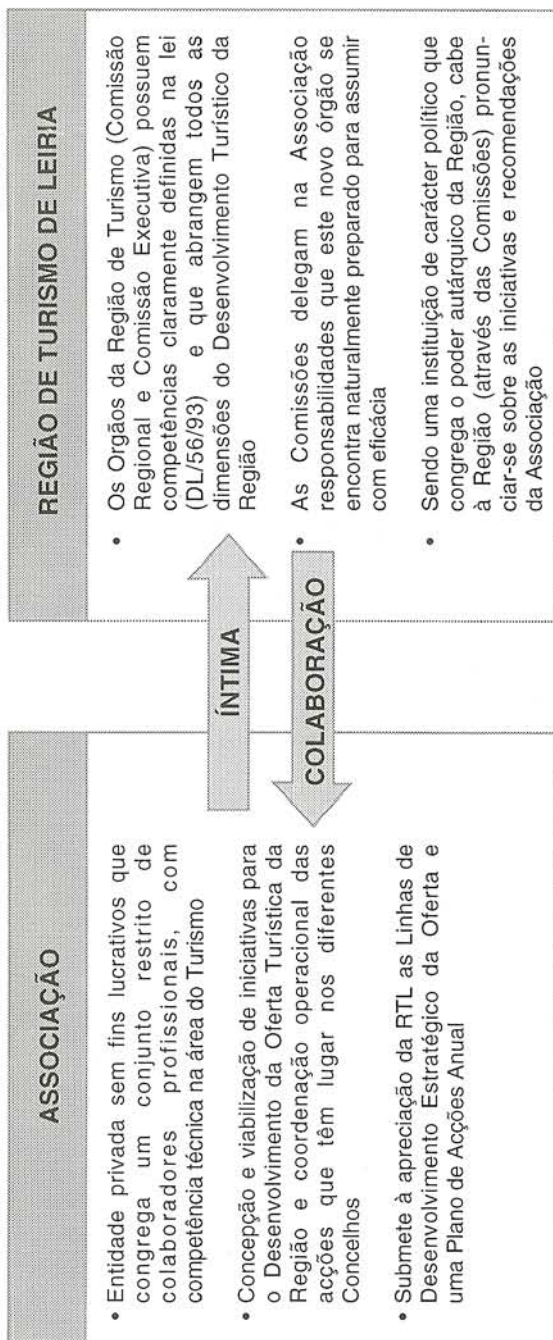 ASSOCIAÇÃO
• Entidade privada sem fins lucrativos que
congrega um conjunto restrito de
colaboradores profissionais, com
competência técnica na área do Turismo
• Concepção e viabilização de iniciativas para
o Desenvolvimento da Oferta Turística da
Região e coordenação operacional das
acções que têm lugar nos diferentes
Concelhos
• Submete à apreciação da RTL as Linhas de
Desenvolvimento Estratégico da Oferta e
uma Plano de Acções Anual
ÍNTIMA
COLABORAÇÃO
REGIÃO DE TURISMO DE LEIRIA
• Os Orgãos da Região de Turismo (Comissão
Regional e Comissão Executiva) possuem
competências claramente definidas na lei
(DL/56/93) e que abrangem todos as
dimensões do Desenvolvimento Turístico da
Região
• As Comissões delegam na Associação
responsabilidades que este novo órgão se
encontra naturalmente preparado para assumir
com eficácia
• Sendo uma instituição de carácter político que
congrega o poder autárquico da Região, cabe
à Região (através das Comissões) pronun-
ciar-se sobre as iniciativas e recomendações
da Associação